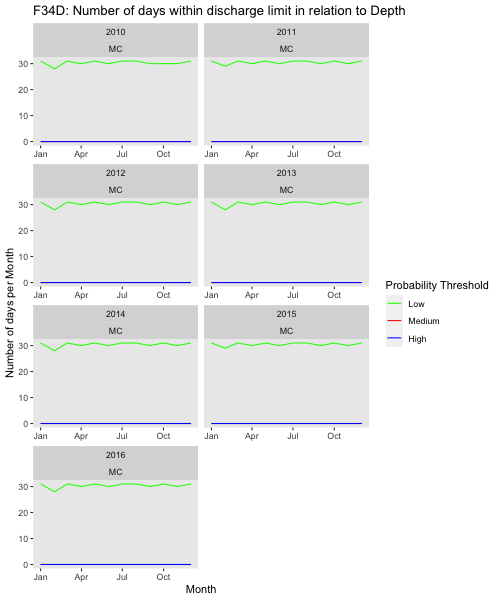 F34D: Number of days within discharge limit in relation to Depth
2010
2011
MC
MC
30
20
10
0
Jan Apr Jul Oct
Jan Apr Jul Oct
2012
2013
MC
MC
30
20
10
0
Jan Apr Jul Oct
Jan Apr Jul Oct
Number of days per Month
2014
2015
MC
MC
30
20
10
0
Jan Apr Jul Oct
Jan Apr Jul Oct
2016
MC
30
20
10
0
Jan Apr Jul Oct
Month
Probability Threshold
Low
Medium
High